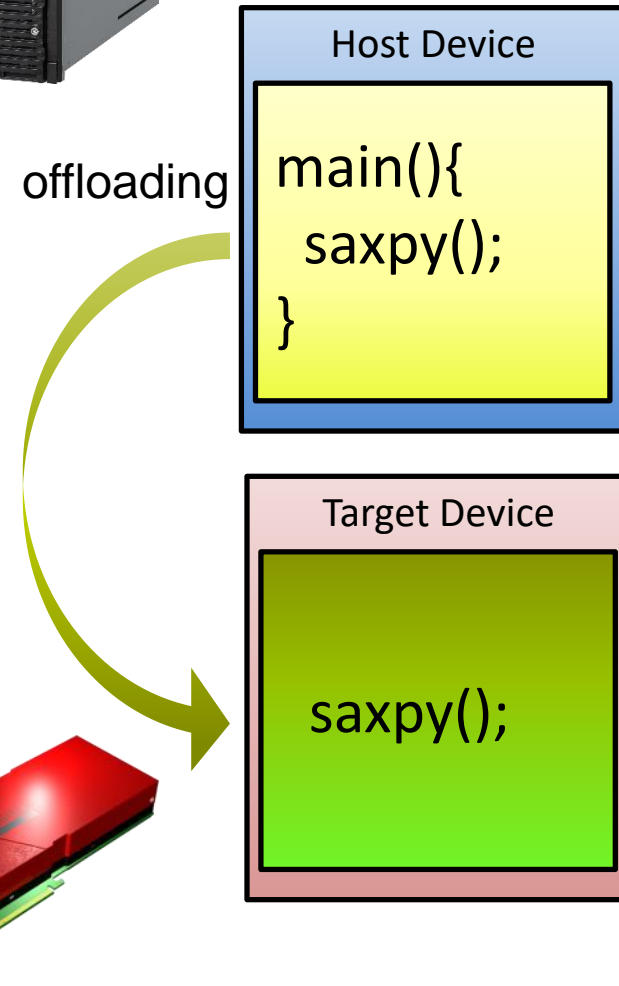 Host Device
offloading
main(){
saxpy();
}
Target Device
saxpy();